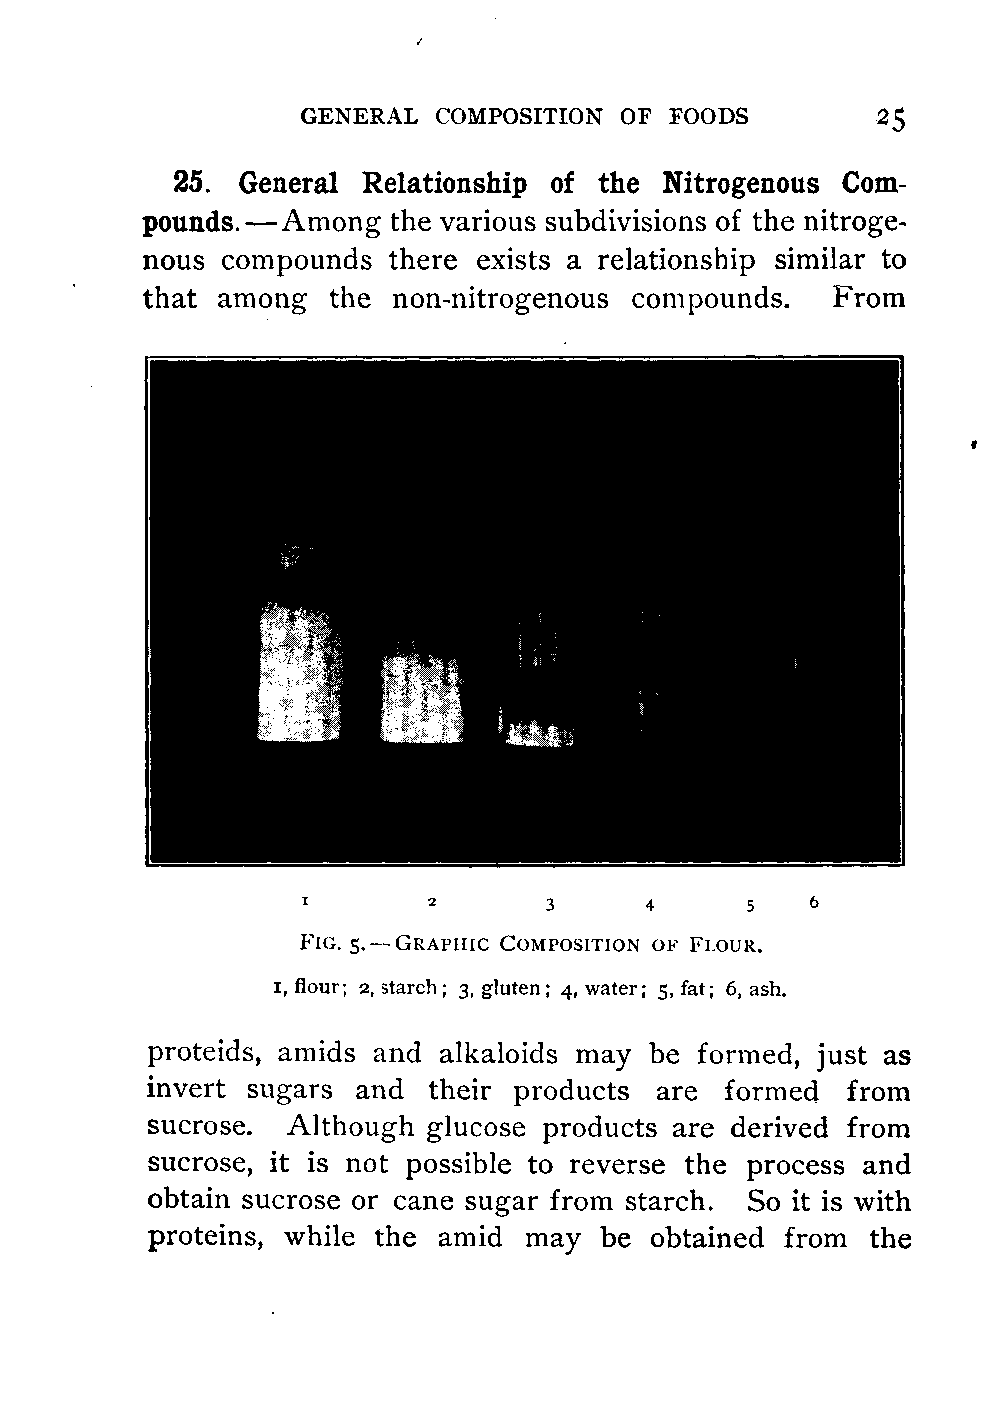 GENERAL COMPOSITION OF FOODS 25
25. General Relationship of the Nitrogenous Com-
pounds.—Among the various subdivisions of the nitroge-
nous compounds there exists a relationship similar to
that among the non-nitrogenous compounds. From
1 2 3 4 5 6
FIG. 5.—GRAPHIC COMPOSITION OF FLOUR.
1, flour; 2, starch; 3, gluten; 4, water; 5, fat; 6, ash.
proteids, amids and alkaloids may be formed, just as
invert sugars and their products are formed from
sucrose. Although glucose products are derived from
sucrose, it is not possible to reverse the process and
obtain sucrose or cane sugar from starch. So it is with
proteins, while the amid may be obtained from the